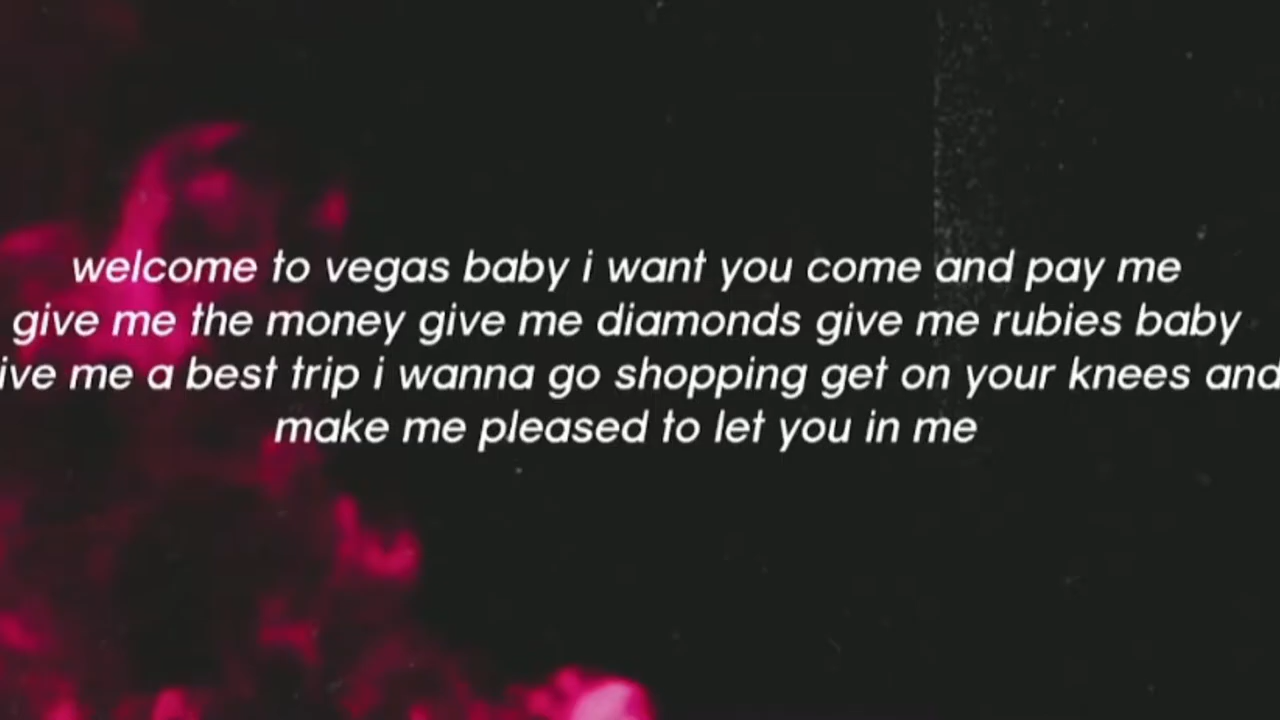 welcome to vegas baby i want you come and pay me
give me the money give me diamonds give me rubies baby
ive me a best trip i wanna go shopping get on your knees and
make me pleased to let you in me